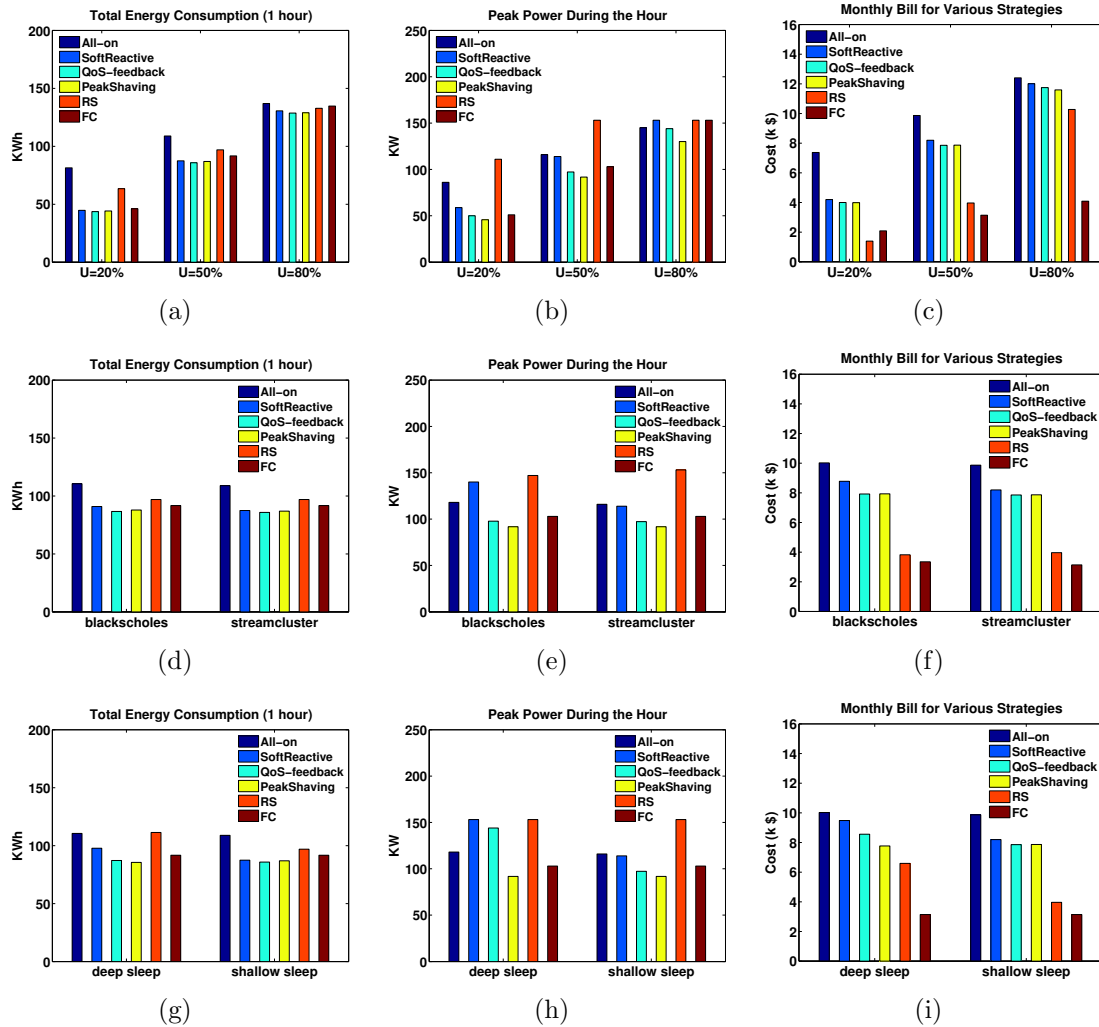 Total Energy Consumption (1 hour)
200
150
100
50
0
KWh
All−on
SoftReactive
QoS−feedback
PeakShaving
RS
FC
U=20% U=50% U=80%
(a)
Peak Power During the Hour
250
200
150
100
50
0
KW
All−on
SoftReactive
QoS−feedback
PeakShaving
RS
FC
U=20% U=50% U=80%
(b)
Monthly Bill for Various Strategies
16
14
12
10
8
6
4
2
0
Cost (k $)
All−on
SoftReactive
QoS−feedback
PeakShaving
RS
FC
U=20% U=50% U=80%
(c)
Total Energy Consumption (1 hour)
200
150
100
50
0
KWh
All−on
SoftReactive
QoS−feedback
PeakShaving
RS
FC
blackscholes streamcluster
(d)
Peak Power During the Hour
250
200
150
100
50
0
KW
All−on
SoftReactive
QoS−feedback
PeakShaving
RS
FC
blackscholes streamcluster
(e)
Monthly Bill for Various Strategies
16
14
12
10
8
6
4
2
0
Cost (k $)
All−on
SoftReactive
QoS−feedback
PeakShaving
RS
FC
blackscholes streamcluster
(f)
Total Energy Consumption (1 hour)
200
150
100
50
0
KWh
All−on
SoftReactive
QoS−feedback
PeakShaving
RS
FC
deep sleep shallow sleep
(g)
Peak Power During the Hour
250
200
150
100
50
0
KW
All−on
SoftReactive
QoS−feedback
PeakShaving
RS
FC
deep sleep shallow sleep
(h)
Monthly Bill for Various Strategies
16
14
12
10
8
6
4
2
0
Cost (k $)
All−on
SoftReactive
QoS−feedback
PeakShaving
RS
FC
deep sleep shallow sleep
(i)